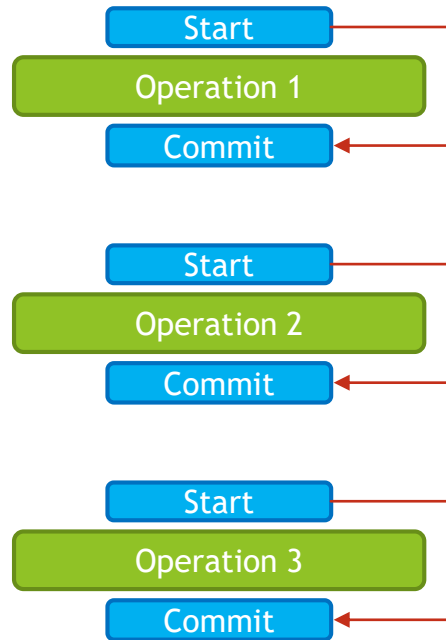 Start
Operation 1
Commit
Start
Operation 2
Commit
Start
Operation 3
Commit